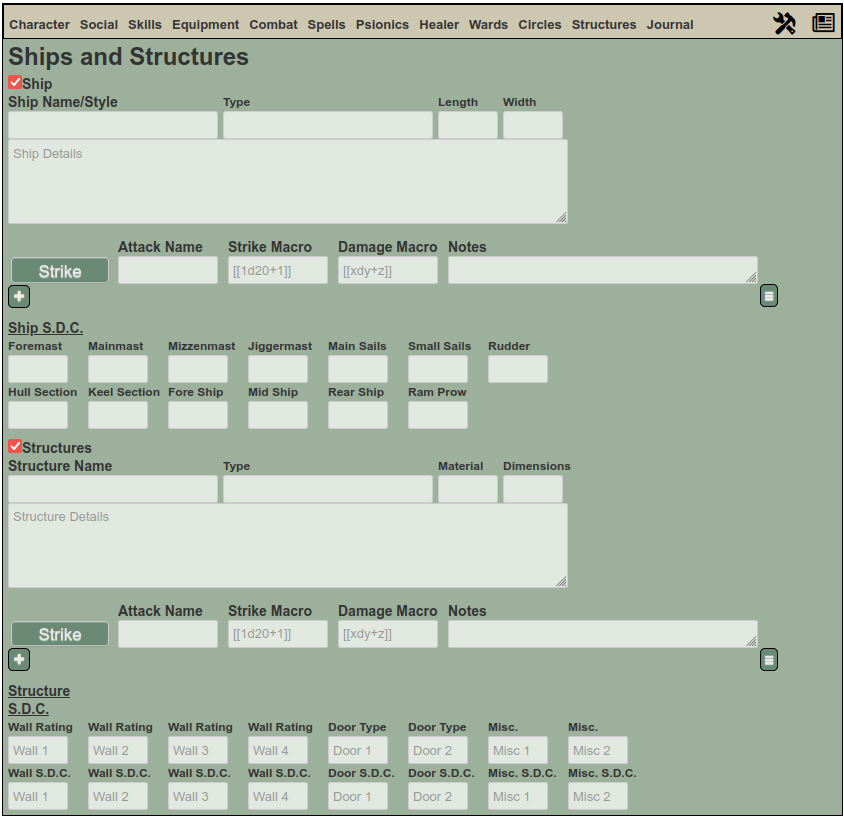 Character Social Skills Equipment Combat Spells Psionics Healer Wards Circles Structures Journal
Ships and Structures
Ship
Ship Name/Style Type Length Width
Ship Details
Attack Name Strike Macro Damage Macro Notes
Strike [[1d20+1]] [[xdy+z]]
Ship S.D.C.
Foremast Mainmast Mizzenmast Jiggermast Main Sails Small Sails Rudder
Hull Section Keel Section Fore Ship Mid Ship Rear Ship Ram Prow
Structures
Structure Name Type Material Dimensions
Structure Details
Attack Name Strike Macro Damage Macro Notes
Strike [[1d20+1]] [[xdy+z]]
Structure
S.D.C.
Wall Rating Wall Rating Wall Rating Wall Rating Door Type Door Type Misc. Misc.
Wall 1 Wall 2 Wall 3 Wall 4 Door 1 Door 2 Misc 1 Misc 2
Wall S.D.C. Wall S.D.C. Wall S.D.C. Wall S.D.C. Door S.D.C. Door S.D.C. Misc. S.D.C. Misc. S.D.C.
Wall 1 Wall 2 Wall 3 Wall 4 Door 1 Door 2 Misc 1 Misc 2